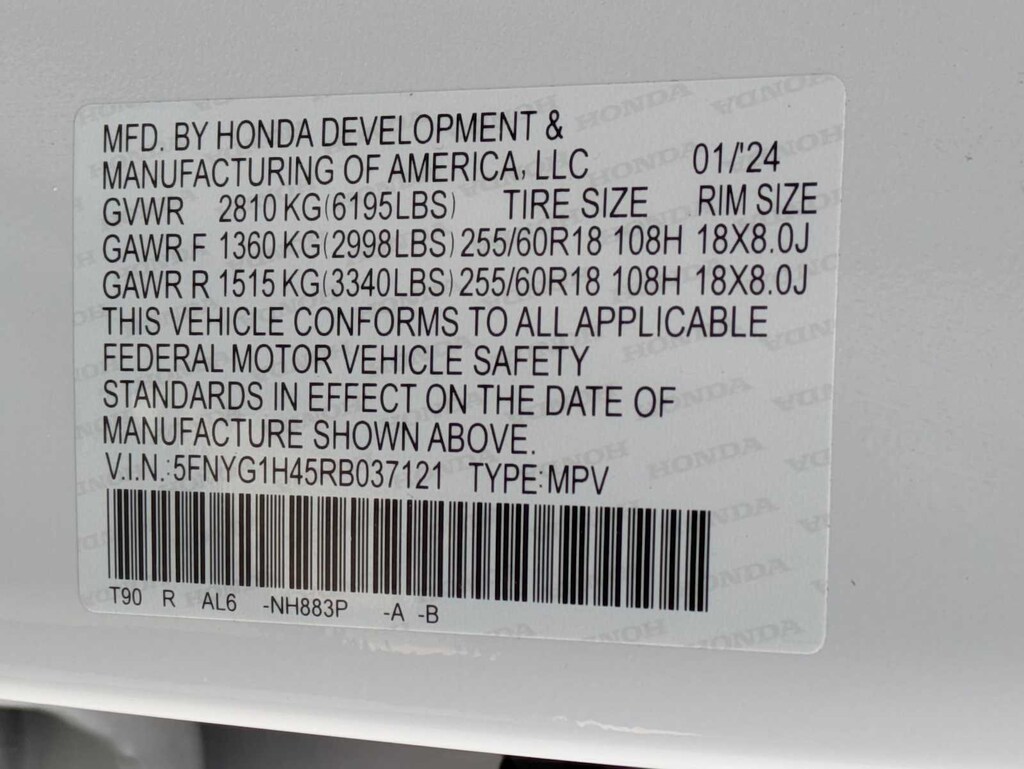 MFD. BY HONDA DEVELOPMENT &
MANUFACTURING OF AMERICA, LLC 01/'24
GVWR 2810 KG(6195LBS) TIRE SIZE RIM SIZE
GAWR F 1360 KG(2998LBS) 255/60R18 108H 18X8.0J
GAWR R 1515 KG(3340LBS) 255/60R18 108H 18X8.0J
THIS VEHICLE CONFORMS TO ALL APPLICABLE
FEDERAL MOTOR VEHICLE SAFETY
STANDARDS IN EFFECT ON THE DATE OF
MANUFACTURE SHOWN ABOVE.
V.I.N.:5FNYG1H45RB037121 TYPE:MPV
T90 R AL6 -NH883P -A -B